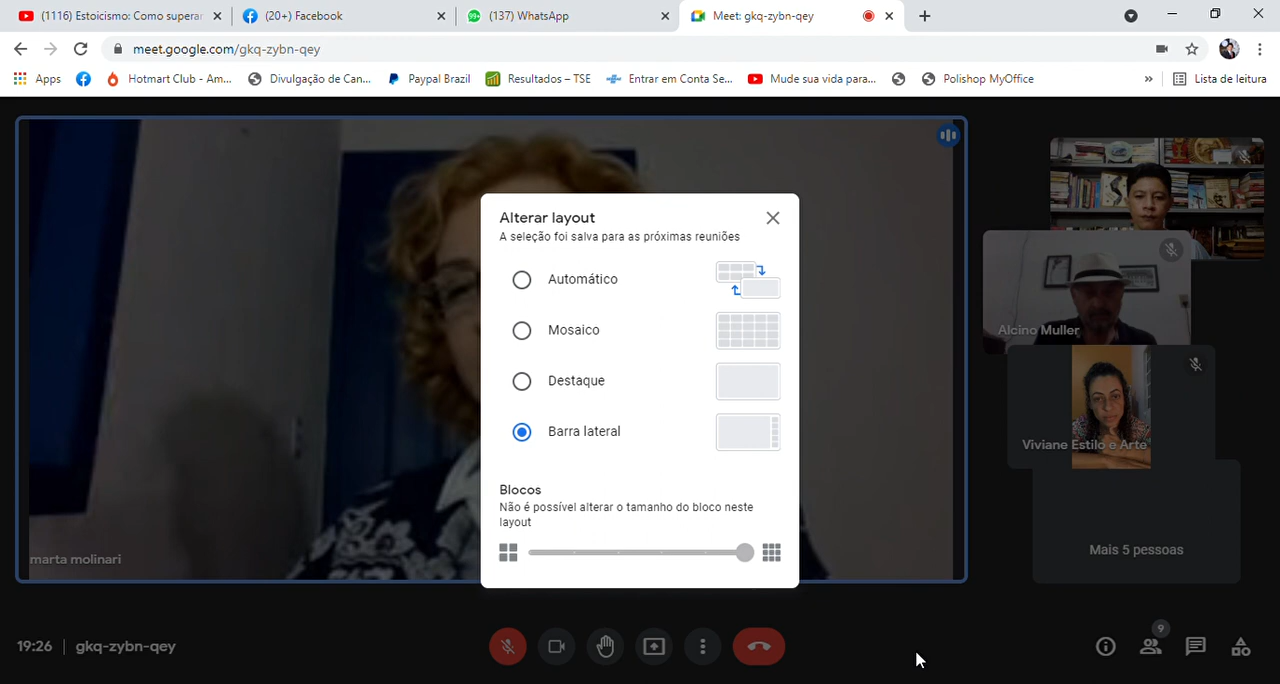 (1116) Estoicismo: Como superar
(20+) Facebook
99+
(137) WhatsApp
Meet: gkq-zybn-qey
meet.google.com/gkq-zybn-qey
Apps
Hotmart Club - Am...
Divulgação de Can...
Paypal Brazil
Resultados – TSE
Entrar em Conta Se...
Mude sua vida para...
Polishop MyOffice
»
Lista de leitura
Alterar layout
A seleção foi salva para as próximas reuniões
Automático
Mosaico
Destaque
Barra lateral
Blocos
Não é possível alterar o tamanho do bloco neste
layout
marta molinari
Alcino Muller
Viviane Estilo e Arte
Mais 5 pessoas
19:26 | gkq-zybn-qey
9